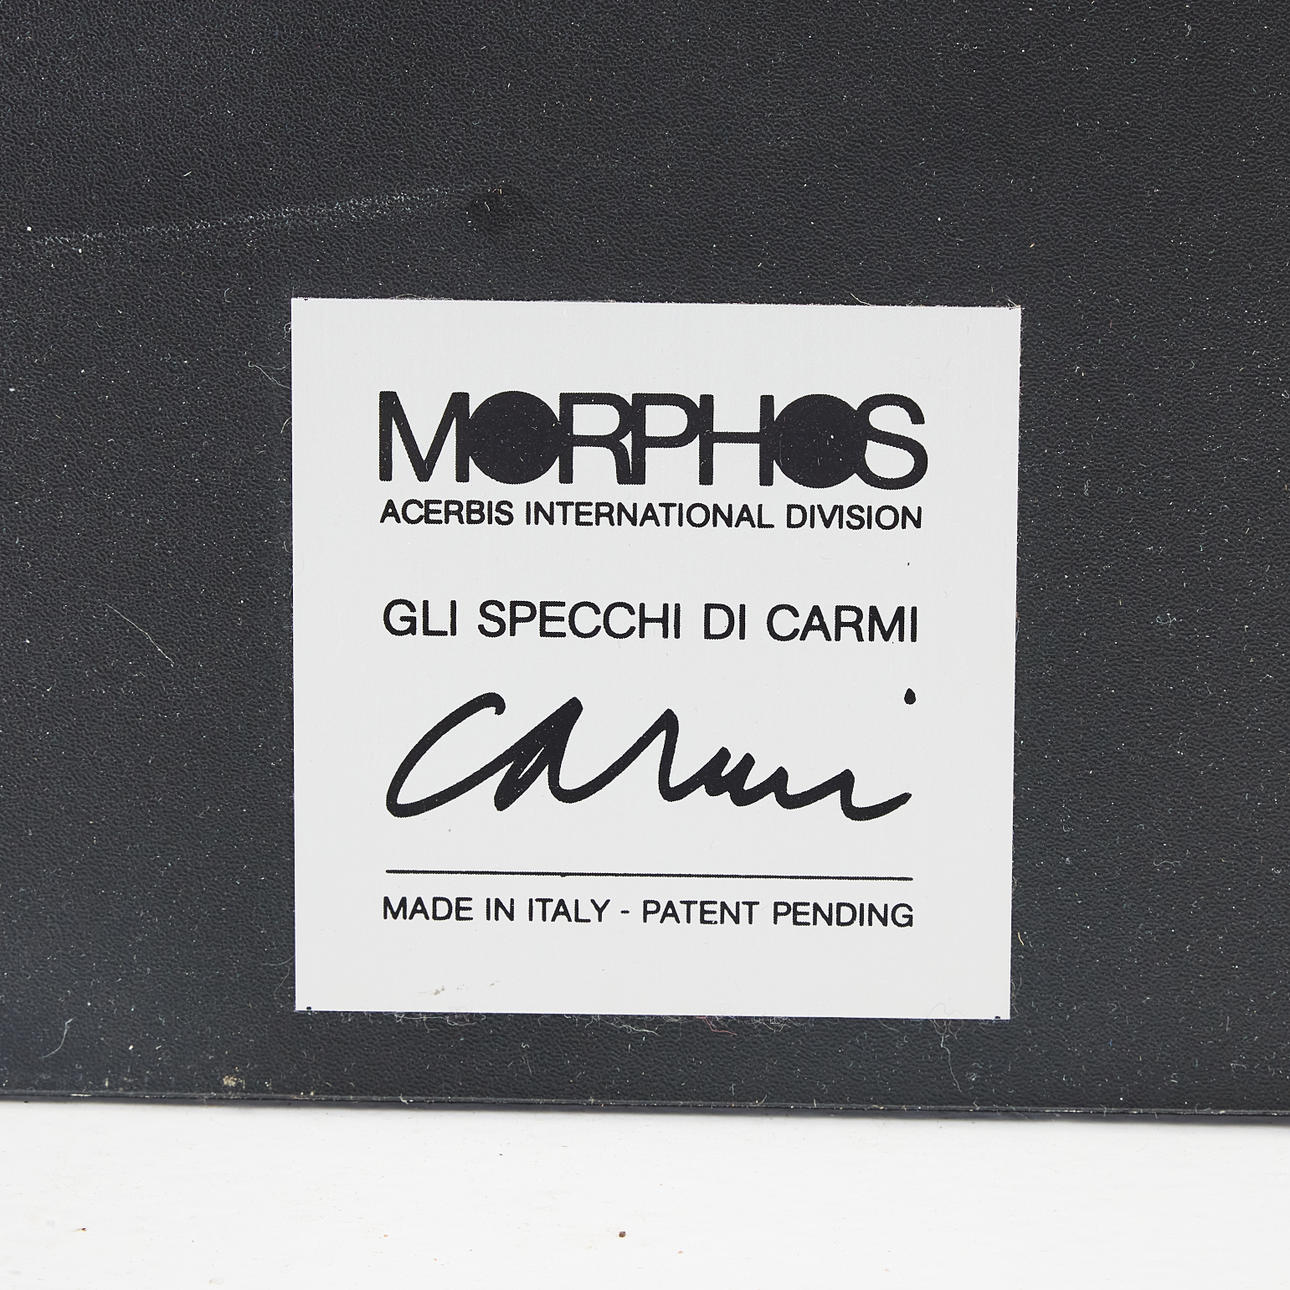 MORPHOS
ACERBIS INTERNATIONAL DIVISION
GLI SPECCHI DI CARMI
Carmi
MADE IN ITALY - PATENT PENDING